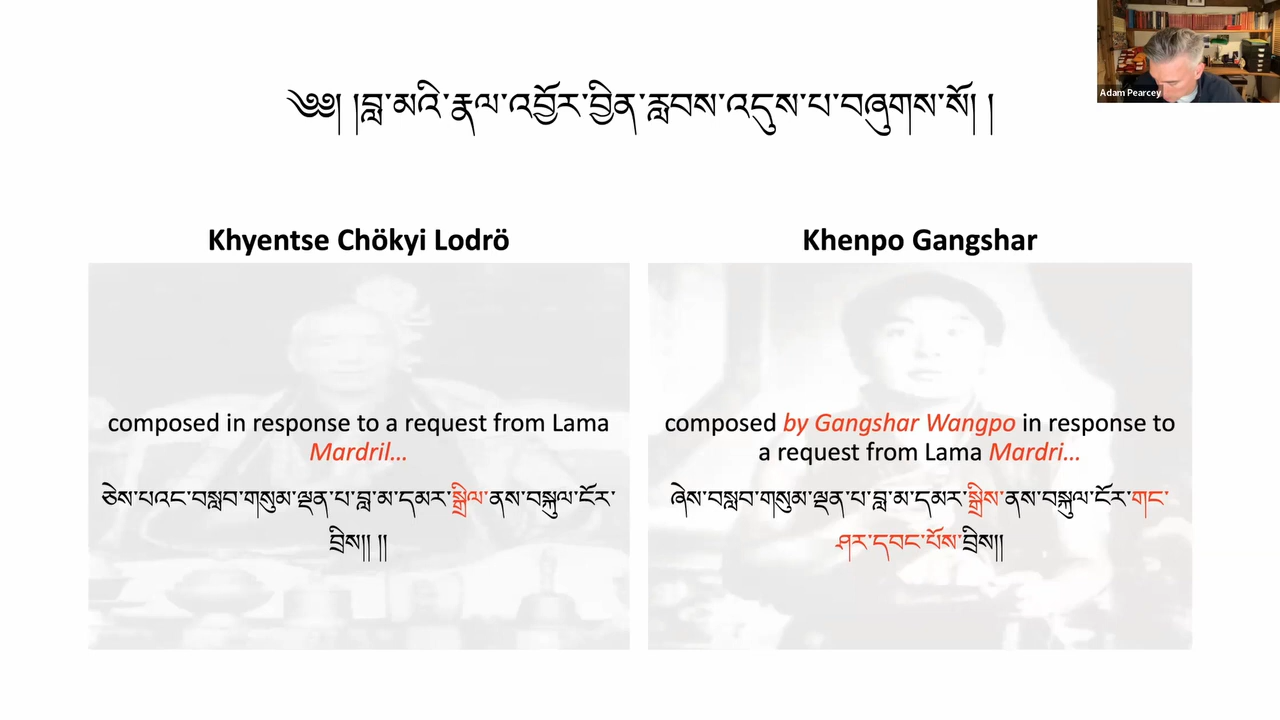 ༄༅། །བླ་མའི་རྣལ་འབྱོར་བྱིན་རླབས་འདུས་པ་བཞུགས་སོ། །
Adam Pearcey
Khyentse Chökyi Lodrö
composed in response to a request from Lama
Mardril...
ཅེས་པའང་བསླབ་གསུམ་ལྡན་པ་བླ་མ་དམར་སྒྲིལ་ནས་བསྐུལ་ངོར་
བྲིས།། །།
Khenpo Gangshar
composed by Gangshar Wangpo in response to
a request from Lama Mardri...
ཞེས་བསླབ་གསུམ་ལྡན་པ་བླ་མ་དམར་སྒྲིས་ནས་བསྐུལ་ངོར་གང་
ཤར་དབང་པོས་བྲིས།།